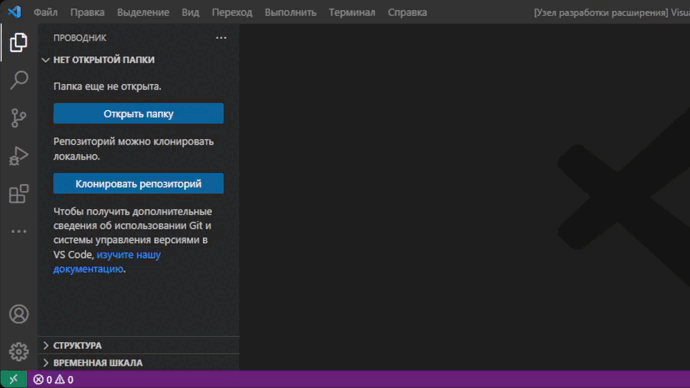 Файл Правка Выделение Вид Переход Выполнить Терминал Справка [Узел разработки расширения] Visu
ПРОВОДНИК
НЕТ ОТКРЫТОЙ ПАПКИ
Папка еще не открыта.
Открыть папку
Репозиторий можно клонировать
локально.
Клонировать репозиторий
Чтобы получить дополнительные
сведения об использовании Git и
системы управления версиями в
VS Code, изучите нашу
документацию.
СТРУКТУРА
ВРЕМЕННАЯ ШКАЛА
0 0